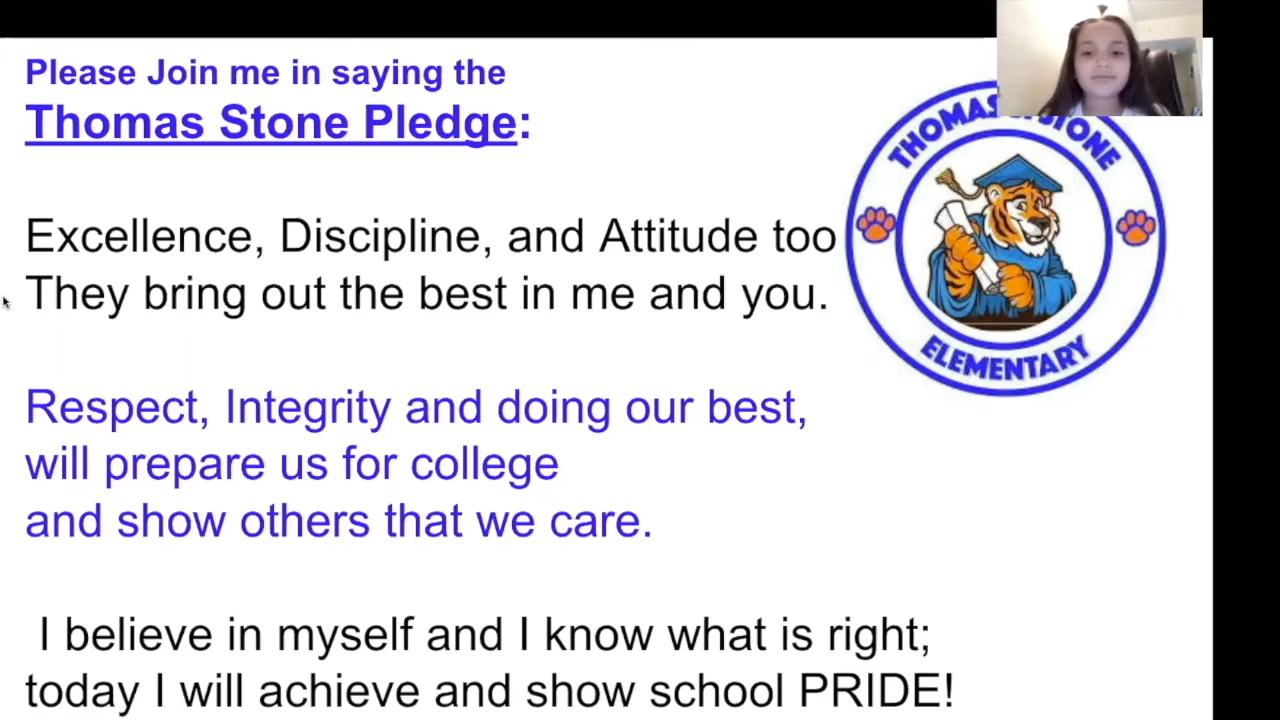 Please Join me in saying the
Thomas Stone Pledge:
Excellence, Discipline, and Attitude too
They bring out the best in me and you.
Respect, Integrity and doing our best,
will prepare us for college
and show others that we care.
I believe in myself and I know what is right;
today I will achieve and show school PRIDE!
THOMAS STONE
ELEMENTARY